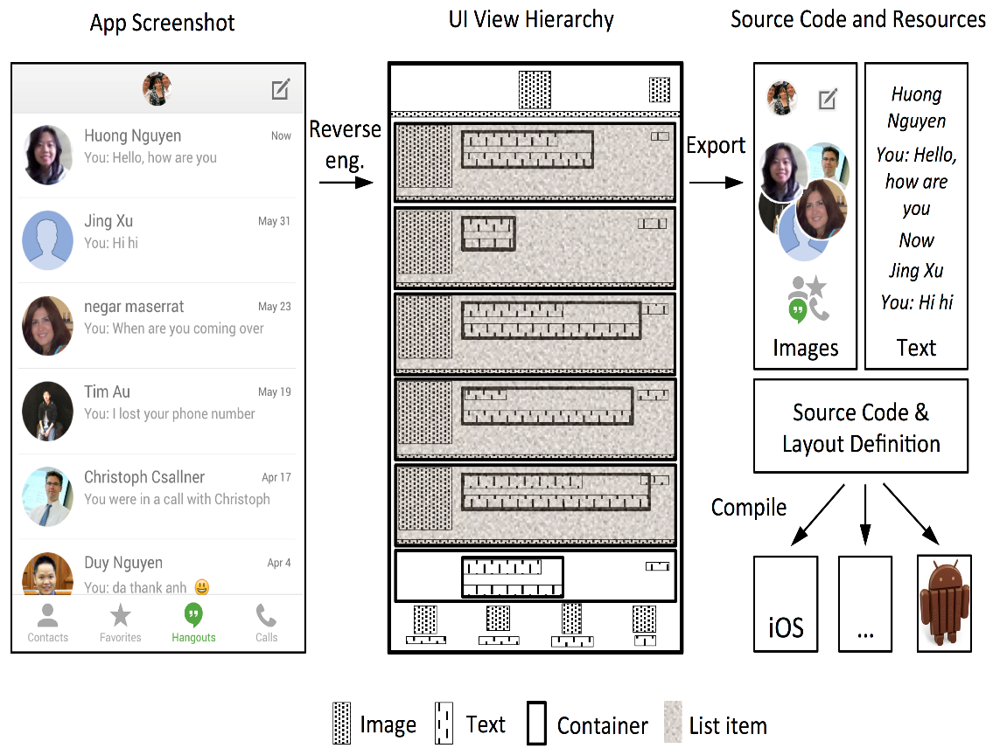 App Screenshot
UI View Hierarchy
Source Code and Resources
Huong Nguyen
Now
You: Hello, how are you
Jing Xu
May 31
You: Hi hi
negar maserrat
May 23
You: When are you coming over
Tim Au
May 19
You: I lost your phone number
Christoph Csallner
Apr 17
You were in a call with Christoph
Duy Nguyen
Apr 4
You: da thank anh
Contacts
Favorites
Hangouts
Calls
Reverse
eng.
Export
Images
Huong
Nguyen
You: Hello,
how are
you
Now
Jing Xu
You: Hi hi
Text
Source Code &
Layout Definition
Compile
iOS
...
Image
Text
Container
List item